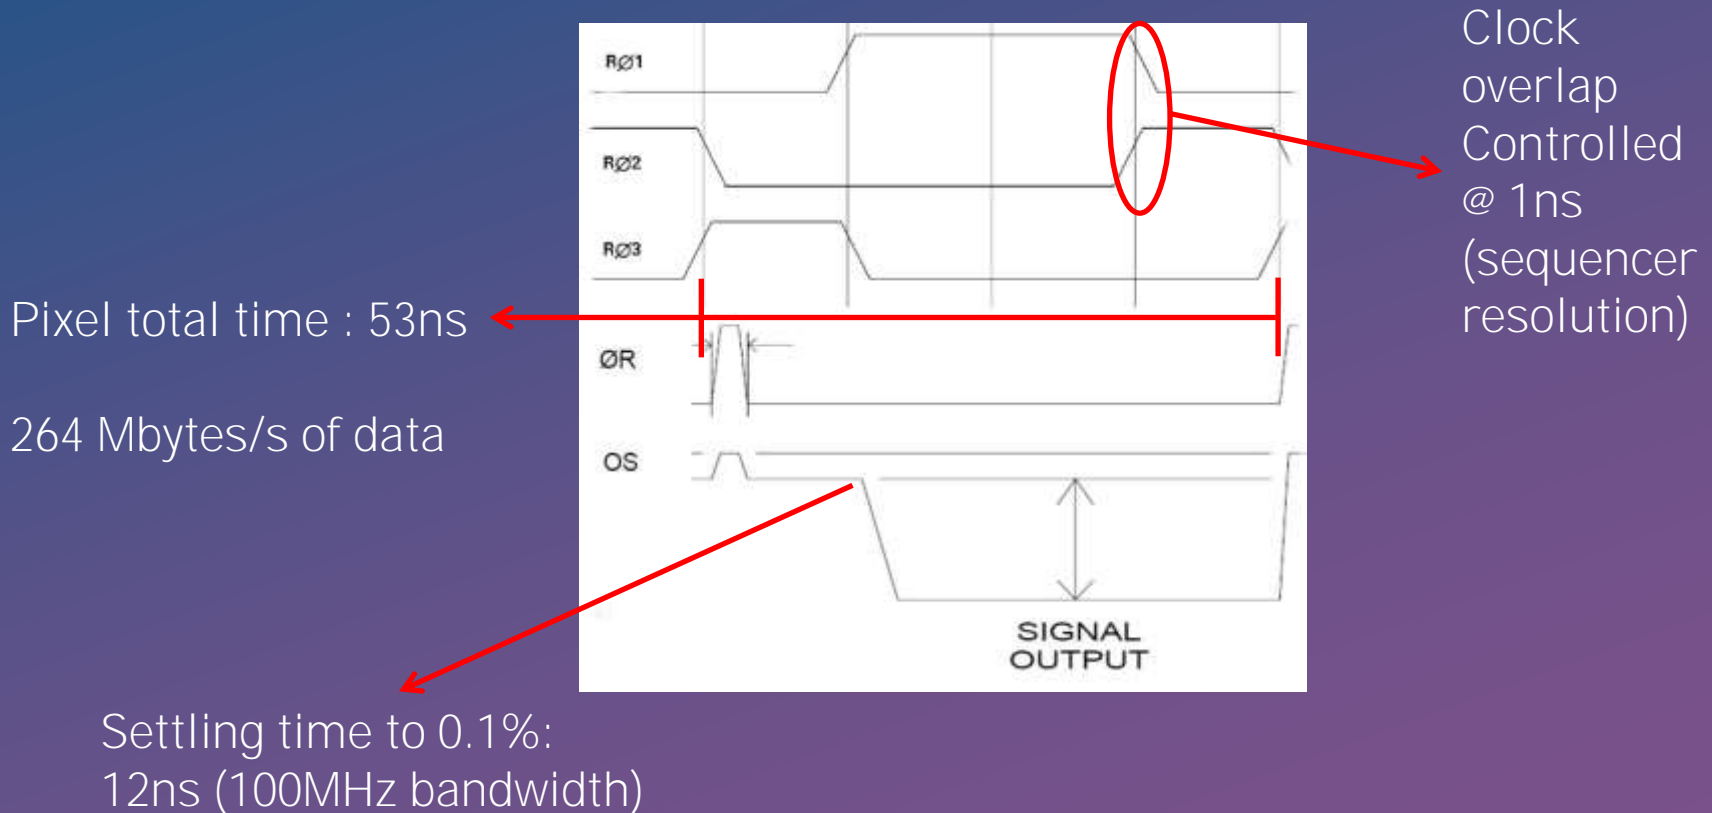 Clock
overlap
Controlled
@ 1ns
(sequencer
resolution)
RØ1
RØ2
RØ3
Pixel total time : 53ns
ØR
264 Mbytes/s of data
OS
SIGNAL
OUTPUT
Settling time to 0.1%:
12ns (100MHz bandwidth)